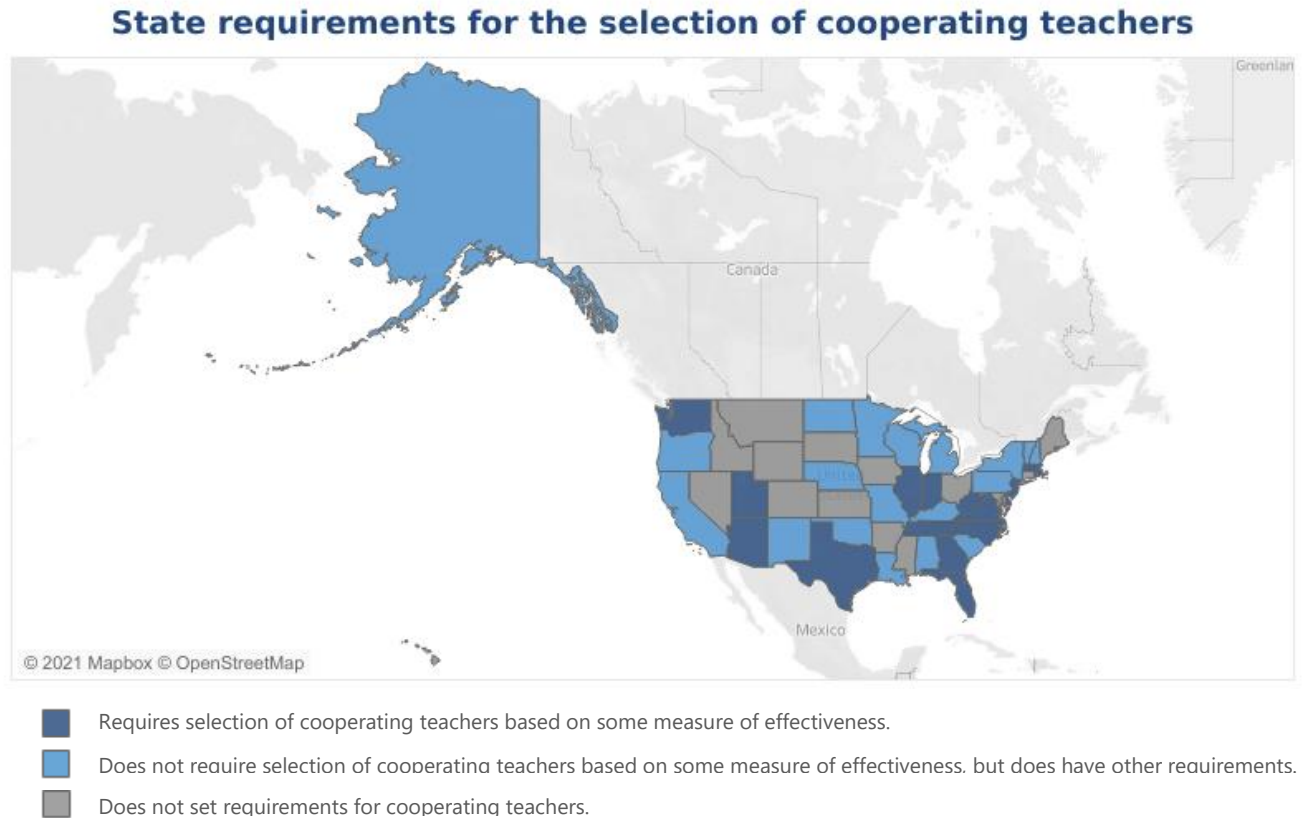 State requirements for the selection of cooperating teachers
Greenlan
Canada
Unite
Mexico
© 2021 Mapbox © OpenStreetMap
Requires selection of cooperating teachers based on some measure of effectiveness.
Does not require selection of cooperating teachers based on some measure of effectiveness, but does have other requirements.
Does not set requirements for cooperating teachers.